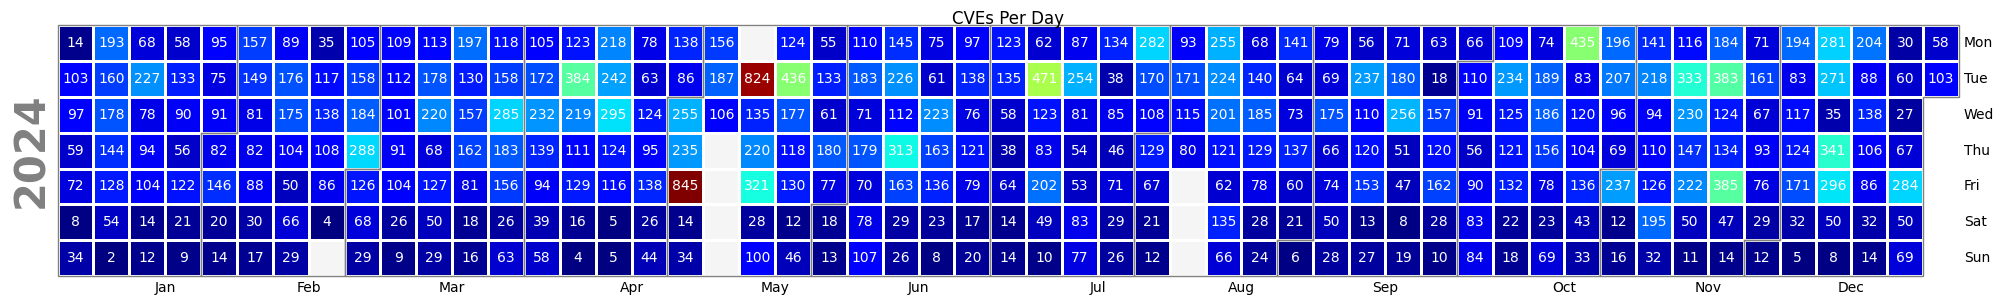 CVEs Per Day
14 193 68 58 95 157 89 35 105 109 113 197 118 105 123 218 78 138 156 124 55 110 145 75 97 123 62 87 134 282 93 255 68 141 79 56 71 63 66 109 74 435 196 141 116 184 71 194 281 204 30 58 Mon
103 160 227 133 75 149 176 117 158 112 178 130 158 172 384 242 63 86 187 824 436 133 183 226 61 138 135 471 254 38 170 171 224 140 64 69 237 180 18 110 234 189 83 207 218 333 383 161 83 271 88 60 103 Tue
97 178 78 90 91 81 175 138 184 101 220 157 285 232 219 295 124 255 106 135 177 61 71 112 223 76 58 123 81 85 108 115 201 185 73 175 110 256 157 91 125 186 120 96 94 230 124 67 117 35 138 27 Wed
59 144 94 56 82 82 104 108 288 91 68 162 183 139 111 124 95 235 220 118 180 179 313 163 121 38 83 54 46 129 80 121 129 137 66 120 51 120 56 121 156 104 69 110 147 134 93 124 341 106 67 Thu
72 128 104 122 146 88 50 86 126 104 127 81 156 94 129 116 138 845 321 130 77 70 163 136 79 64 202 53 71 67 62 78 60 74 153 47 162 90 132 78 136 237 126 222 385 76 171 296 86 284 Fri
8 54 14 21 20 30 66 4 68 26 50 18 26 39 16 5 26 14 28 12 18 78 29 23 17 14 49 83 29 21 135 28 21 50 13 8 28 83 22 23 43 12 195 50 47 29 32 50 32 50 Sat
34 2 12 9 14 17 29 29 9 29 16 63 58 4 5 44 34 100 46 13 107 26 8 20 14 10 77 26 12 66 24 6 28 27 19 10 84 18 69 33 16 32 11 14 12 5 8 14 69 Sun
2024
Jan Feb Mar Apr May Jun Jul Aug Sep Oct Nov Dec